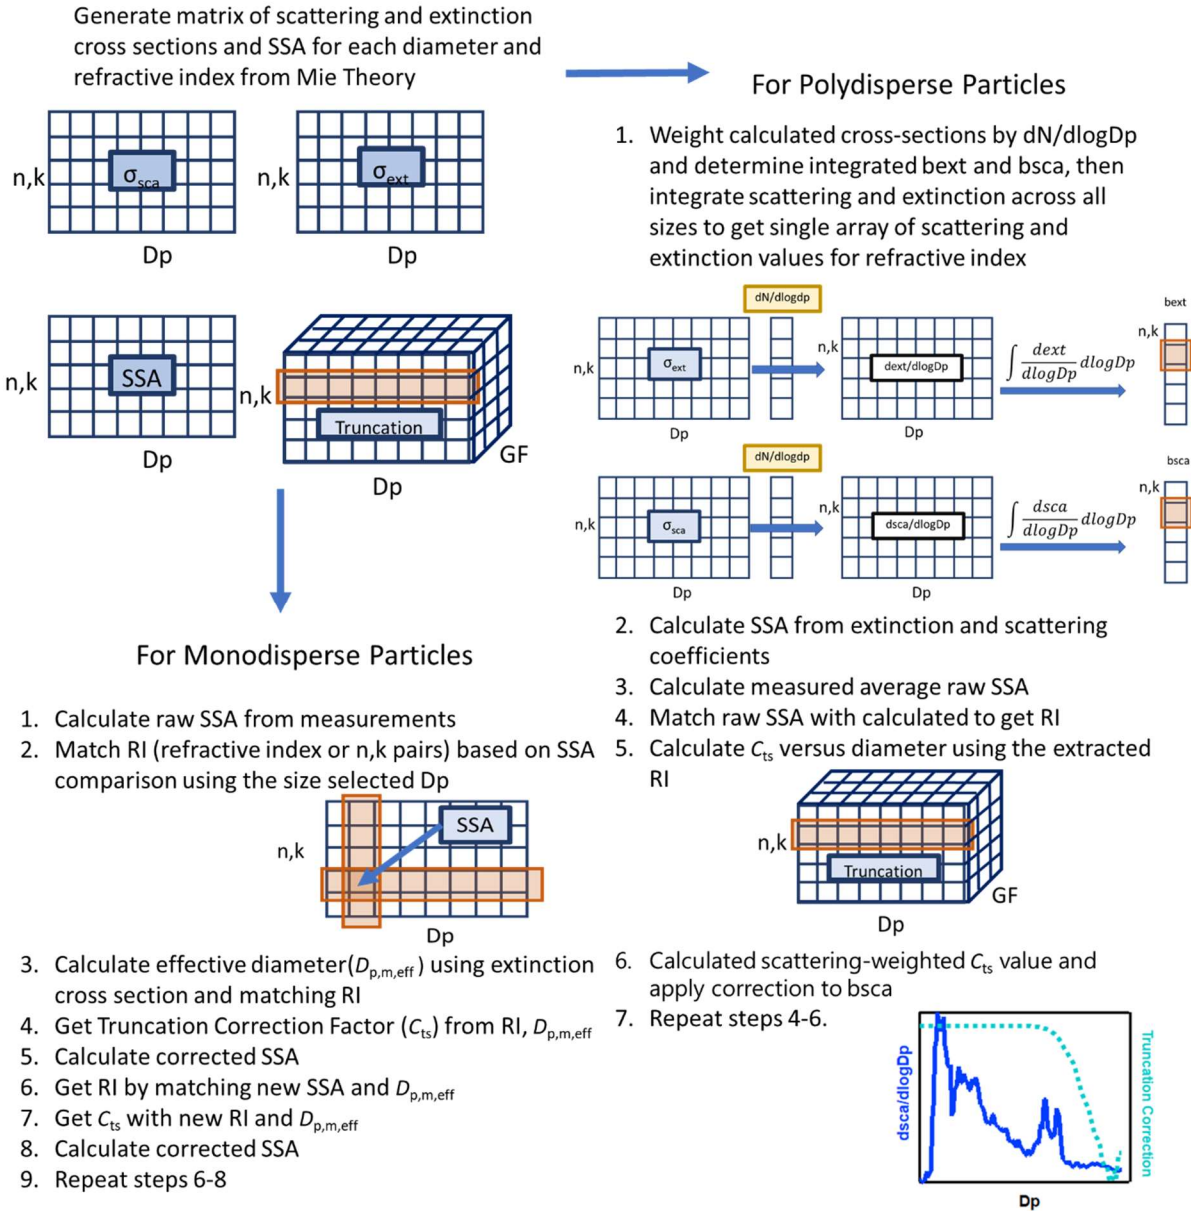 Generate matrix of scattering and extinction
cross sections and SSA for each diameter and
refractive index from Mie Theory
n,k
σsca
Dp
n,k
σext
Dp
n,k
SSA
Dp
n,k
Truncation
GF
Dp
For Monodisperse Particles
1. Calculate raw SSA from measurements
2. Match RI (refractive index or n,k pairs) based on SSA
comparison using the size selected Dp
n,k
SSA
Dp
3. Calculate effective diameter(Dp,m,eff) using extinction
cross section and matching RI
4. Get Truncation Correction Factor (Cts) from RI, Dp,m,eff
5. Calculate corrected SSA
6. Get RI by matching new SSA and Dp,m,eff
7. Get Cts with new RI and Dp,m,eff
8. Calculate corrected SSA
9. Repeat steps 6-8
For Polydisperse Particles
1. Weight calculated cross-sections by dN/dlogDp
and determine integrated bext and bsca, then
integrate scattering and extinction across all
sizes to get single array of scattering and
extinction values for refractive index
n,k
σext
Dp
dN/dlogdp
n,k
dext/dlogDp
Dp
∫ dext/dlogDp dlogDp
bext
n,k
n,k
σsca
Dp
dN/dlogdp
n,k
dsca/dlogDp
Dp
∫ dsca/dlogDp dlogDp
bsca
n,k
2. Calculate SSA from extinction and scattering
coefficients
3. Calculate measured average raw SSA
4. Match raw SSA with calculated to get RI
5. Calculate Cts versus diameter using the extracted
RI
n,k
Truncation
GF
Dp
6. Calculated scattering-weighted Cts value and
apply correction to bsca
7. Repeat steps 4-6.
dsca/dlogDp
Truncation Correction
Dp